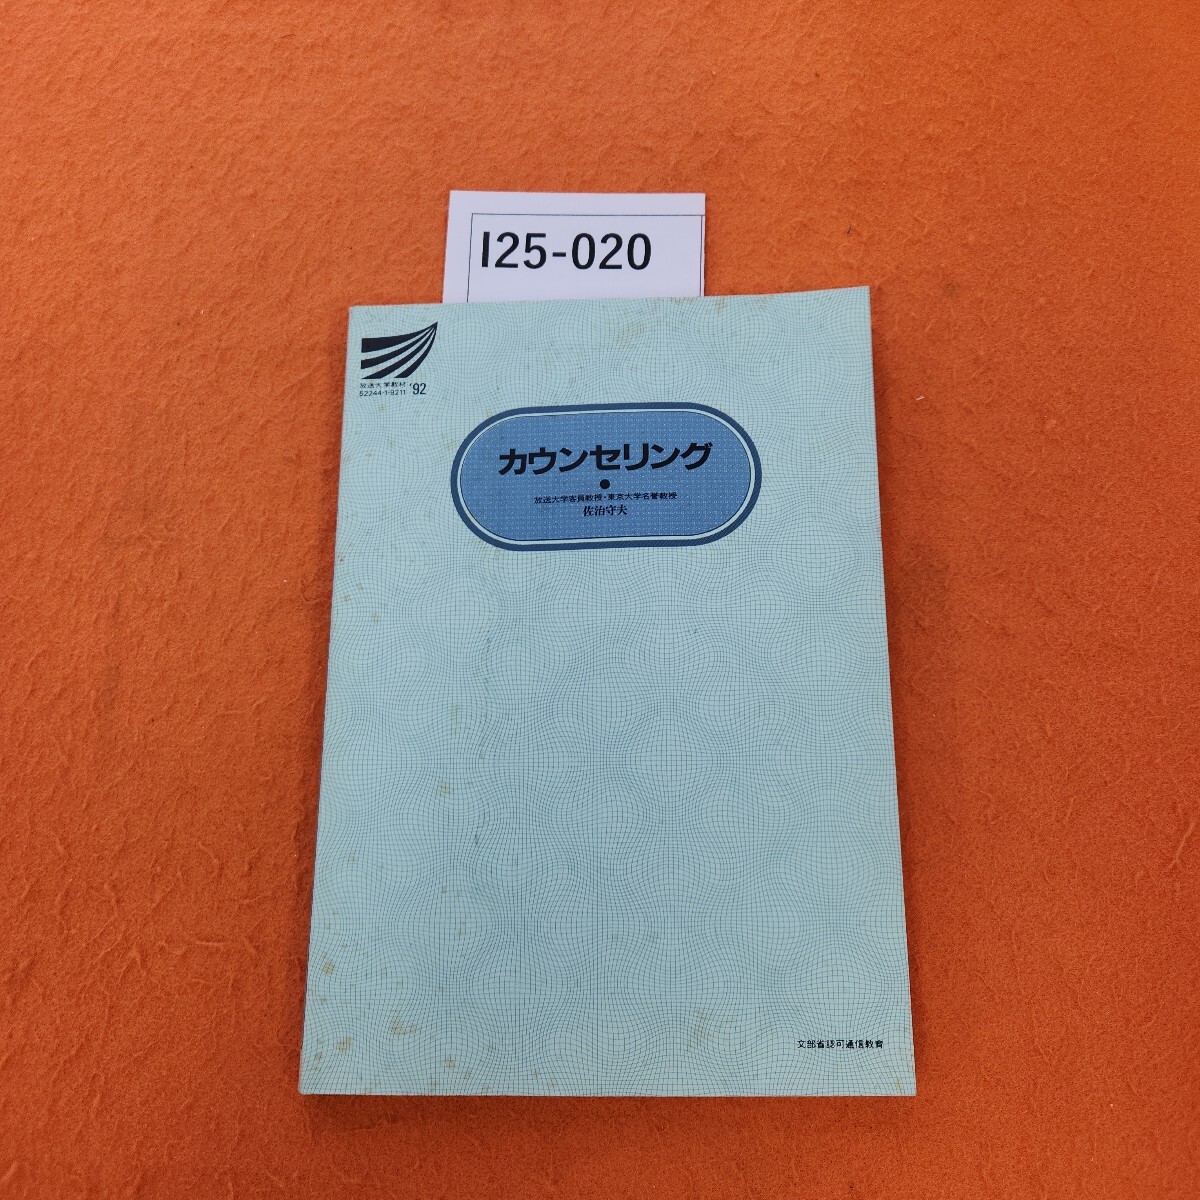 I25-020
放送大学教材
52244-1-9211 '92
カウンセリング
放送大学客員教授・東京大学名誉教授
佐治守夫
文部省認可通信教育